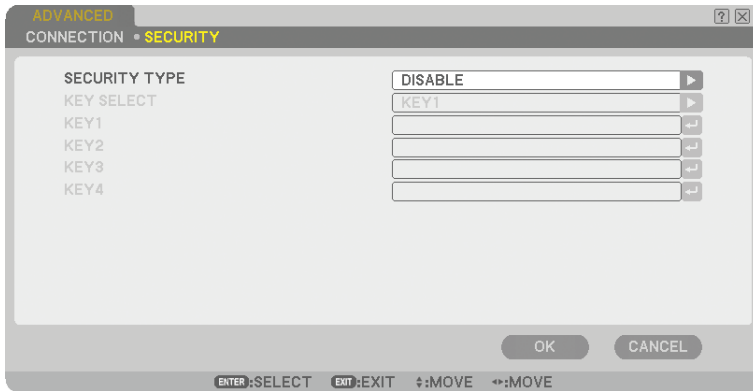 ADVANCED
CONNECTION • SECURITY
SECURITY TYPE DISABLE
KEY SELECT KEY1
KEY1
KEY2
KEY3
KEY4
OK CANCEL
ENTER:SELECT EXIT:EXIT :MOVE :MOVE